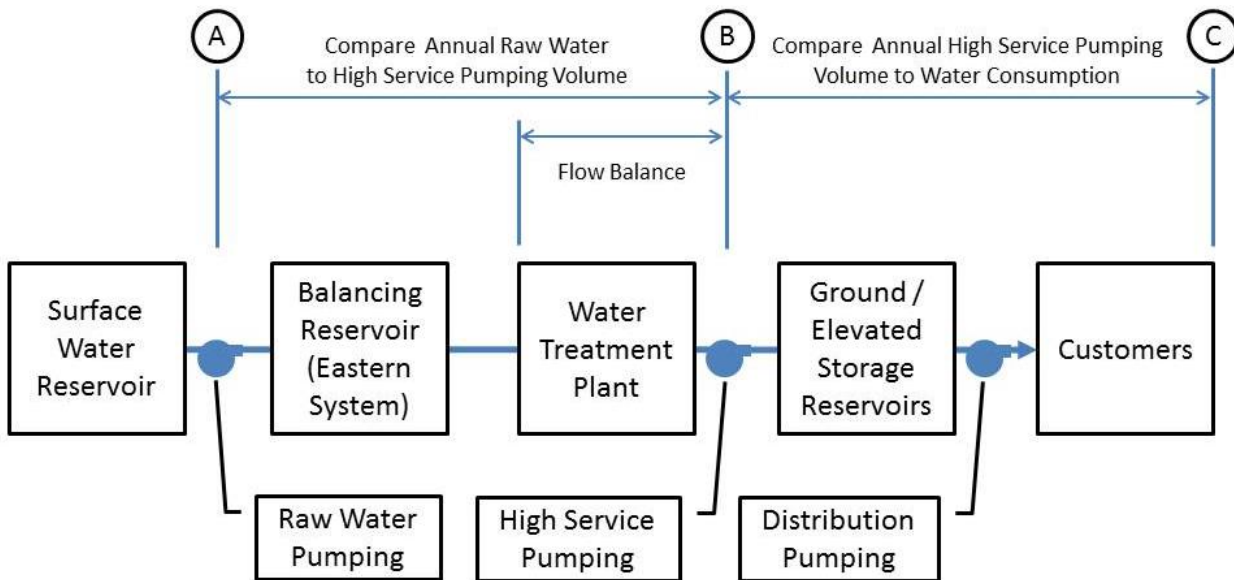 A
B
C
Compare Annual Raw Water
to High Service Pumping Volume
Compare Annual High Service Pumping
Volume to Water Consumption
Flow Balance
Surface
Water
Reservoir
Balancing
Reservoir
(Eastern
System)
Water
Treatment
Plant
Ground /
Elevated
Storage
Reservoirs
Customers
Raw Water
Pumping
High Service
Pumping
Distribution
Pumping